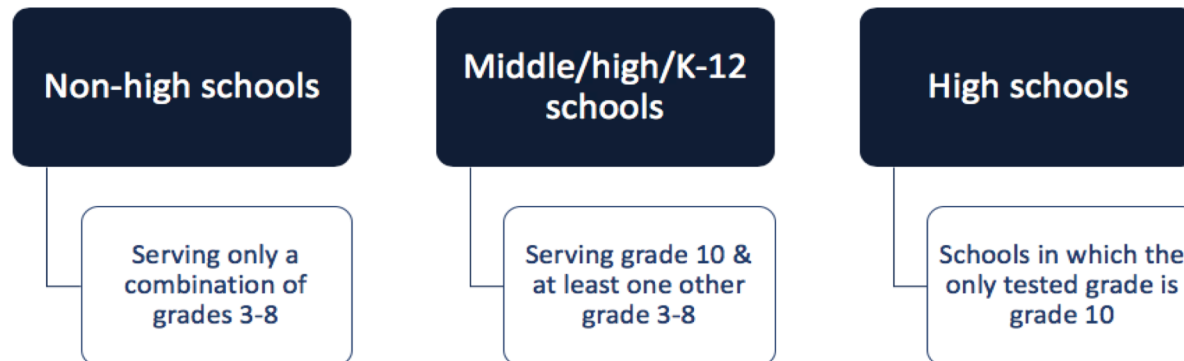 Non-high schools
Serving only a
combination of
grades 3-8
Middle/high/K-12
schools
Serving grade 10 &
at least one other
grade 3-8
High schools
Schools in which the
only tested grade is
grade 10